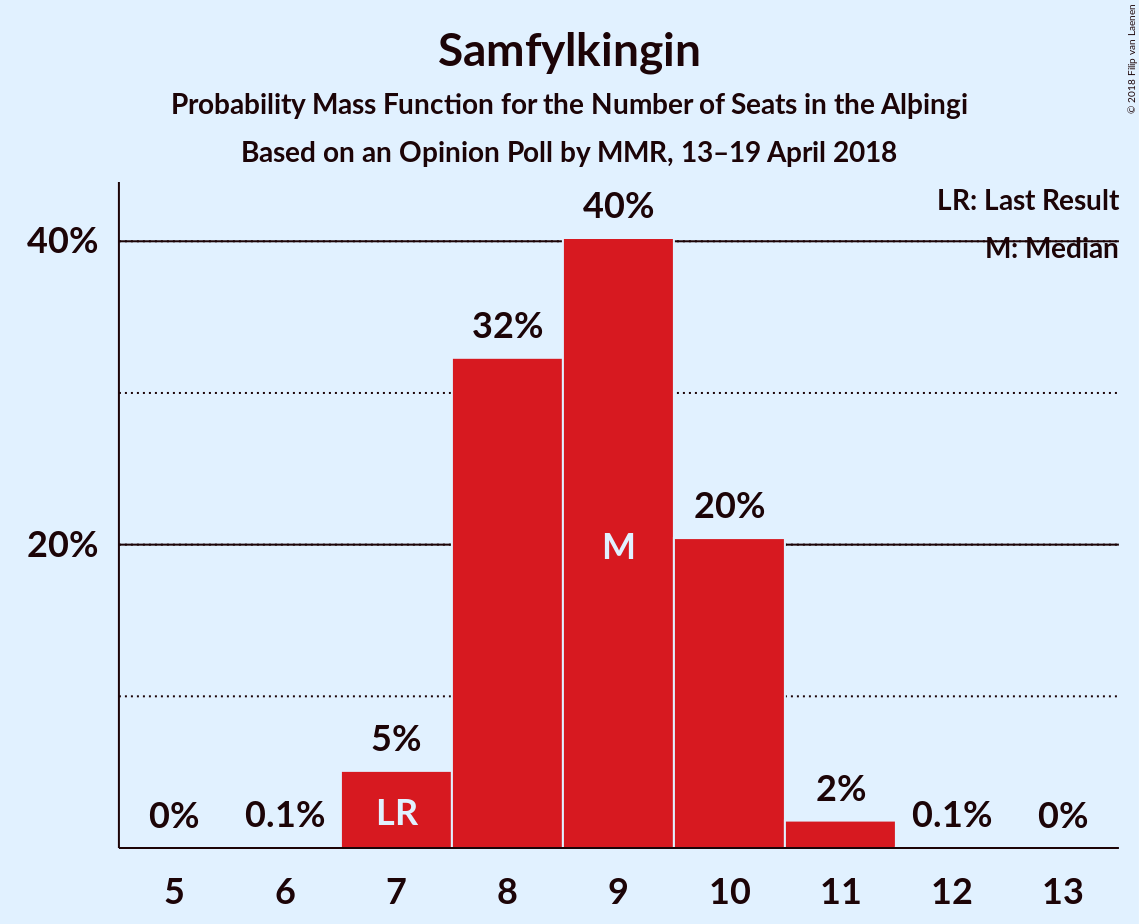 Samfylkingin
Probability Mass Function for the Number of Seats in the Alþingi
Based on an Opinion Poll by MMR, 13–19 April 2018
© 2018 Filip van Laenen
LR: Last Result
M: Median
40%
20%
0%
0.1%
5%
32%
40%
20%
2%
0.1%
0%
LR
M
5 6 7 8 9 10 11 12 13